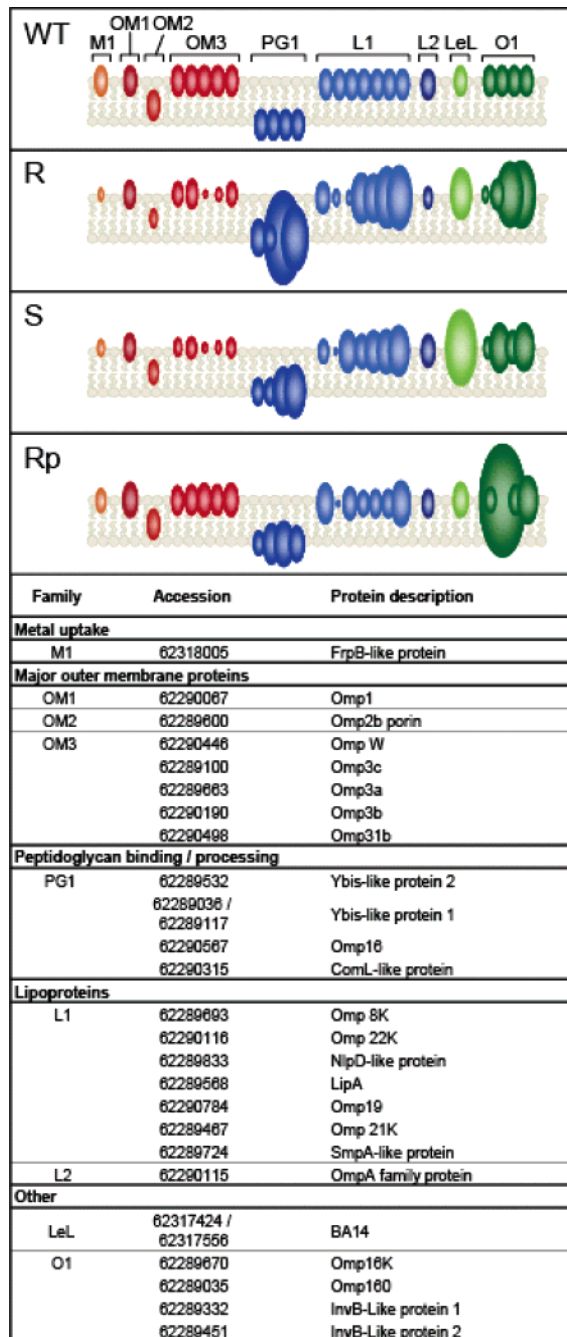 WT
OM1 OM2
M1 OM3 PG1 L1 L2 LeL O1
R
S
Rp
Family Accession Protein description
Metal uptake
M1 62318005 FrpB-like protein
Major outer membrane proteins
OM1 62290067 Omp1
OM2 62289600 Omp2b porin
OM3 62290446 Omp W
62289100 Omp3c
62289663 Omp3a
62290190 Omp3b
62290498 Omp31b
Peptidoglycan binding / processing
PG1 62289532 Ybis-like protein 2
62289036 /
62289117 Ybis-like protein 1
62290567 Omp16
62290315 ComL-like protein
Lipoproteins
L1 62289693 Omp 8K
62290116 Omp 22K
62289833 NlpD-like protein
62289568 LipA
62290784 Omp19
62289467 Omp 21K
62289724 SmpA-like protein
L2 62290115 OmpA family protein
Other
LeL 62317424 /
62317556 BA14
O1 62289670 Omp16K
62289035 Omp160
62289332 InvB-Like protein 1
62289451 InvB-Like protein 2